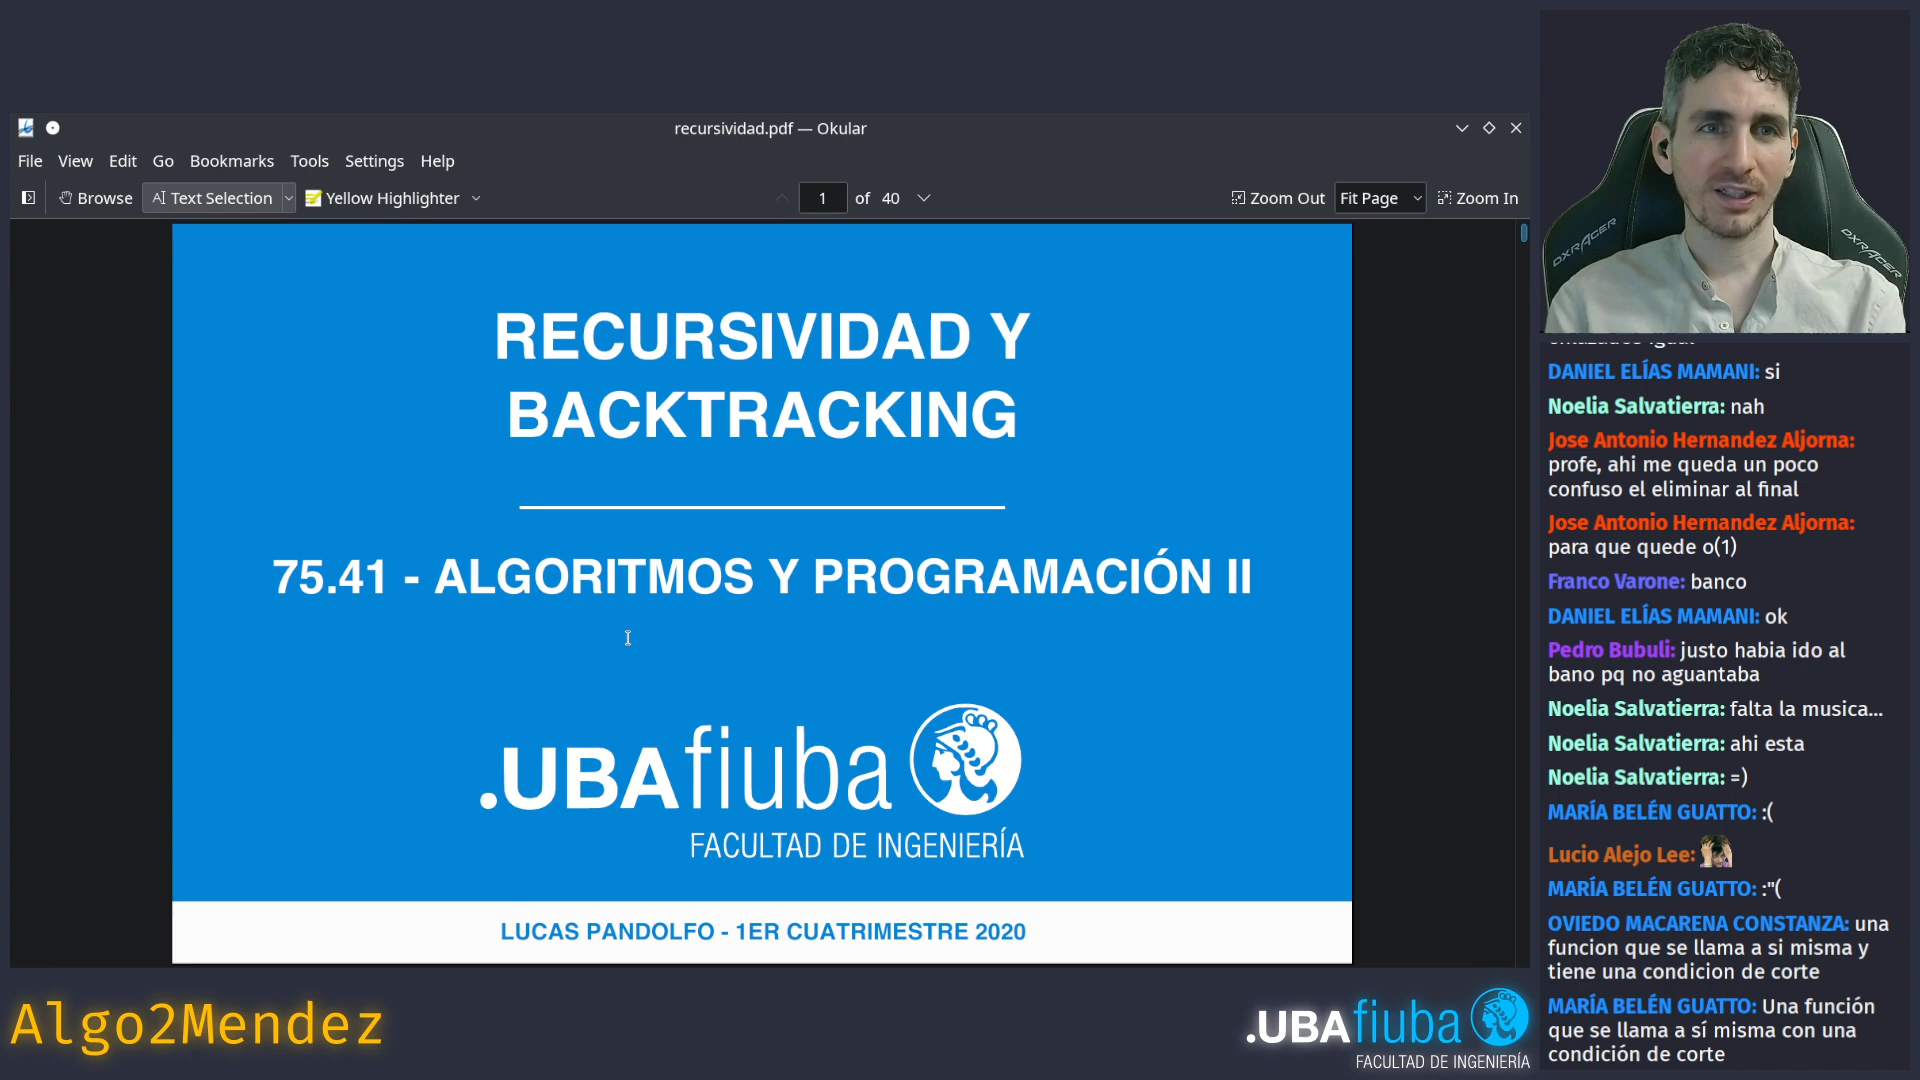 recursividad.pdf — Okular
File View Edit Go Bookmarks Tools Settings Help
Browse Text Selection Yellow Highlighter 1 of 40 Zoom Out Fit Page Zoom In
RECURSIVIDAD Y
BACKTRACKING
75.41 - ALGORITMOS Y PROGRAMACIÓN II
.UBAfiuba
FACULTAD DE INGENIERÍA
LUCAS PANDOLFO - 1ER CUATRIMESTRE 2020
Algo2Mendez
.UBAfiuba
FACULTAD DE INGENIERÍA
DXRACER
DXRACER
DANIEL ELÍAS MAMANI: si
Noelia Salvatierra: nah
Jose Antonio Hernandez Aljorna:
profe, ahi me queda un poco
confuso el eliminar al final
Jose Antonio Hernandez Aljorna:
para que quede o(1)
Franco Varone: banco
DANIEL ELÍAS MAMANI: ok
Pedro Bubuli: justo habia ido al
bano pq no aguantaba
Noelia Salvatierra: falta la musica...
Noelia Salvatierra: ahi esta
Noelia Salvatierra: =)
MARÍA BELÉN GUATTO: :(
Lucio Alejo Lee:
MARÍA BELÉN GUATTO: :"(
OVIEDO MACARENA CONSTANZA: una
funcion que se llama a si misma y
tiene una condicion de corte
MARÍA BELÉN GUATTO: Una función
que se llama a sí misma con una
condición de corte